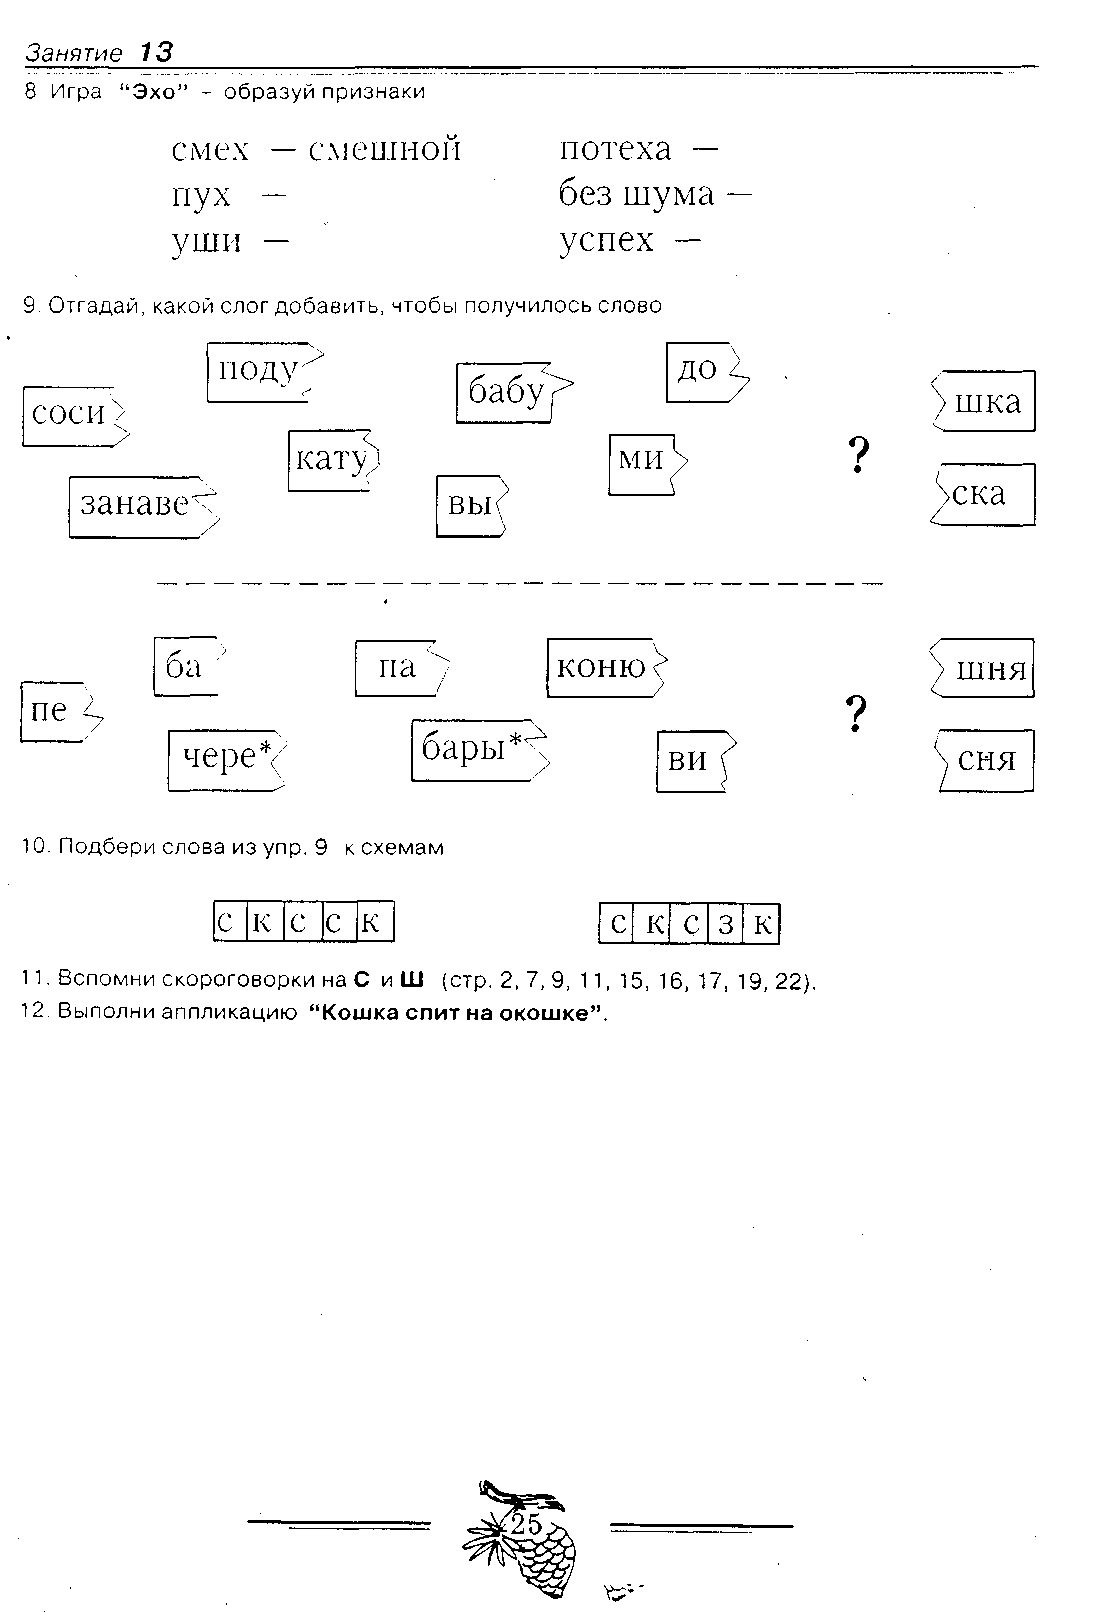 Занятие 13
8 Игра “Эхо” - образуй признаки
смех — смешной потеха —
пух — без шума —
уши — успех —
9. Отгадай, какой слог добавить, чтобы получилось слово
поду бабу до
соси шка
кату ми ?
занаве вы ска
ба па коню шня
пе ?
чере* бары* ви сня
10. Подбери слова из упр. 9 к схемам
с к с с к с к с з к
11. Вспомни скороговорки на С и Ш (стр. 2, 7, 9, 11, 15, 16, 17, 19, 22).
12. Выполни аппликацию “Кошка спит на окошке”.
25